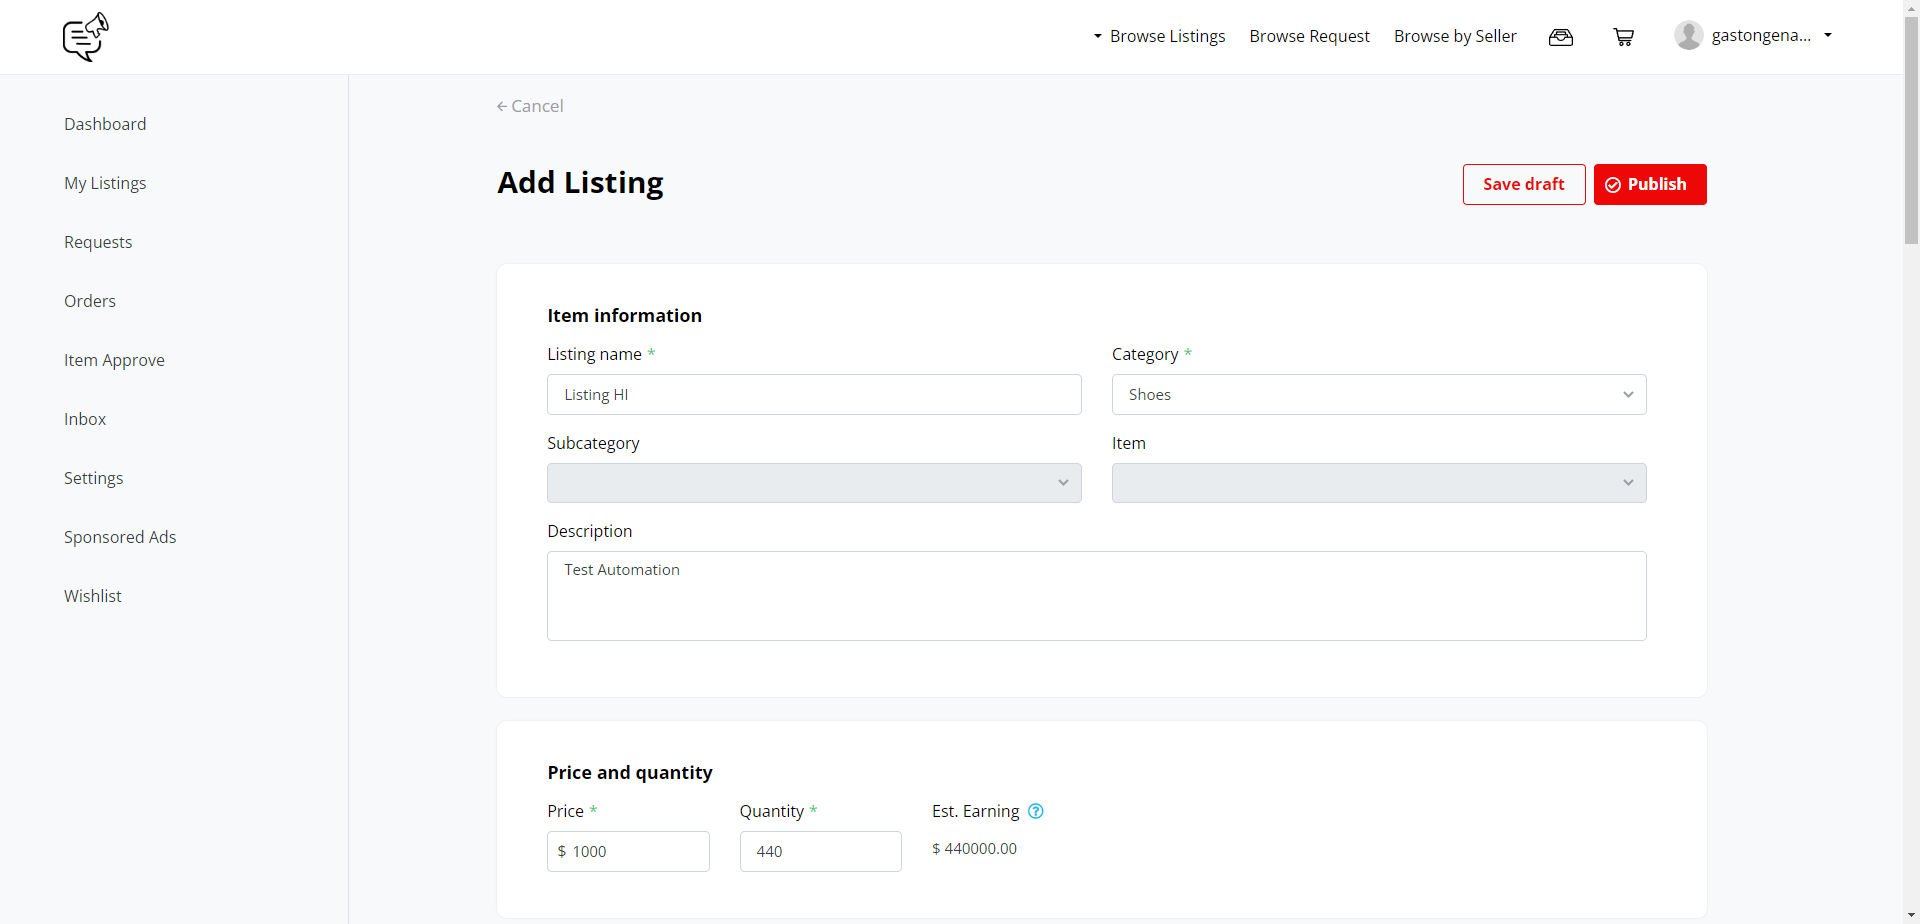 Browse Listings Browse Request Browse by Seller gastongena...
Dashboard
My Listings
Requests
Orders
Item Approve
Inbox
Settings
Sponsored Ads
Wishlist
Cancel
Add Listing
Save draft Publish
Item information
Listing name * Category *
Listing HI Shoes
Subcategory Item
Description
Test Automation
Price and quantity
Price * Quantity * Est. Earning ?
$ 1000 440 $ 440000.00